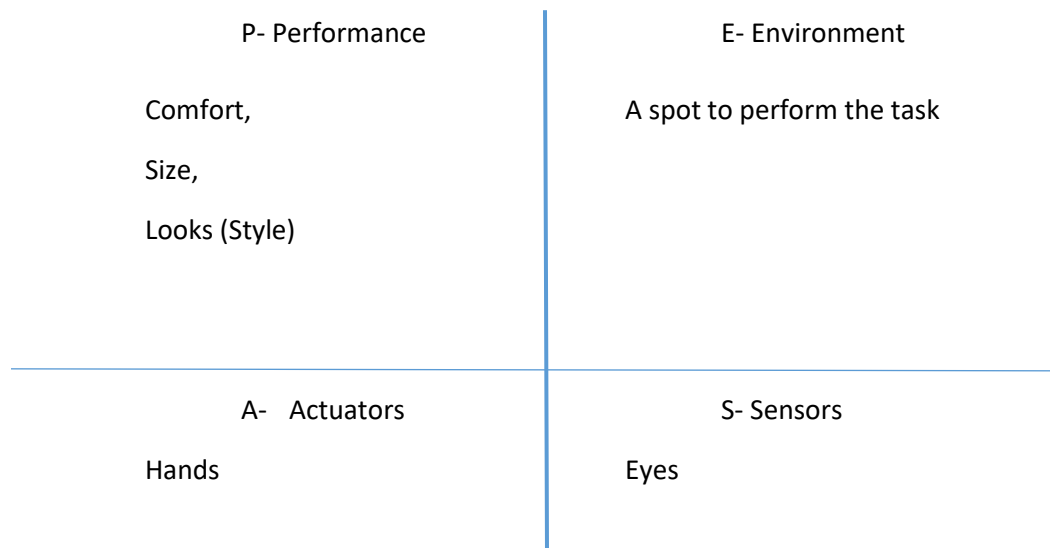 P- Performance
Comfort,
Size,
Looks (Style)
E- Environment
A spot to perform the task
A- Actuators
Hands
S- Sensors
Eyes